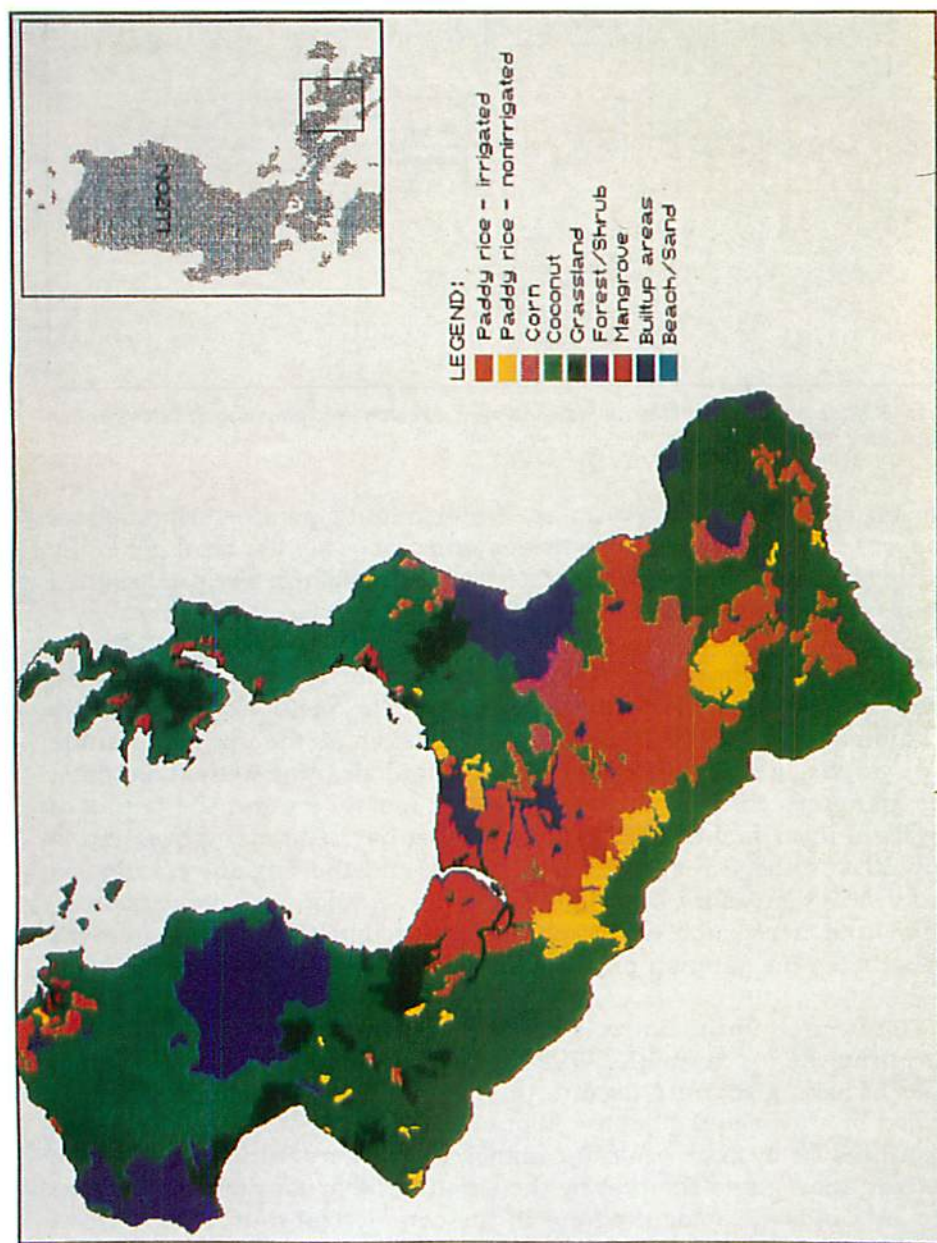 LUZON
LEGEND:
Paddy rice - irrigated
Paddy rice - nonirrigated
Corn
Coconut
Grassland
Forest/Shrub
Mangrove
Builtup areas
Beach/Sand